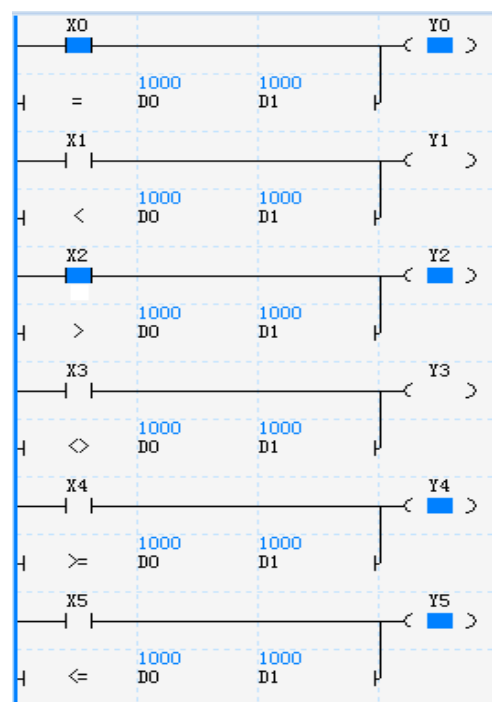 X0 Y0
1000 1000
= D0 D1
X1 Y1
1000 1000
< D0 D1
X2 Y2
1000 1000
> D0 D1
X3 Y3
1000 1000
<> D0 D1
X4 Y4
1000 1000
>= D0 D1
X5 Y5
1000 1000
<= D0 D1